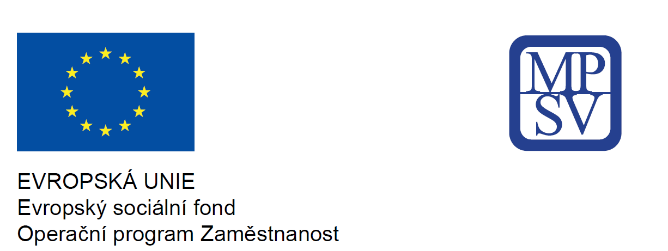 MP
SV
EVROPSKÁ UNIE
Evropský sociální fond
Operační program Zaměstnanost